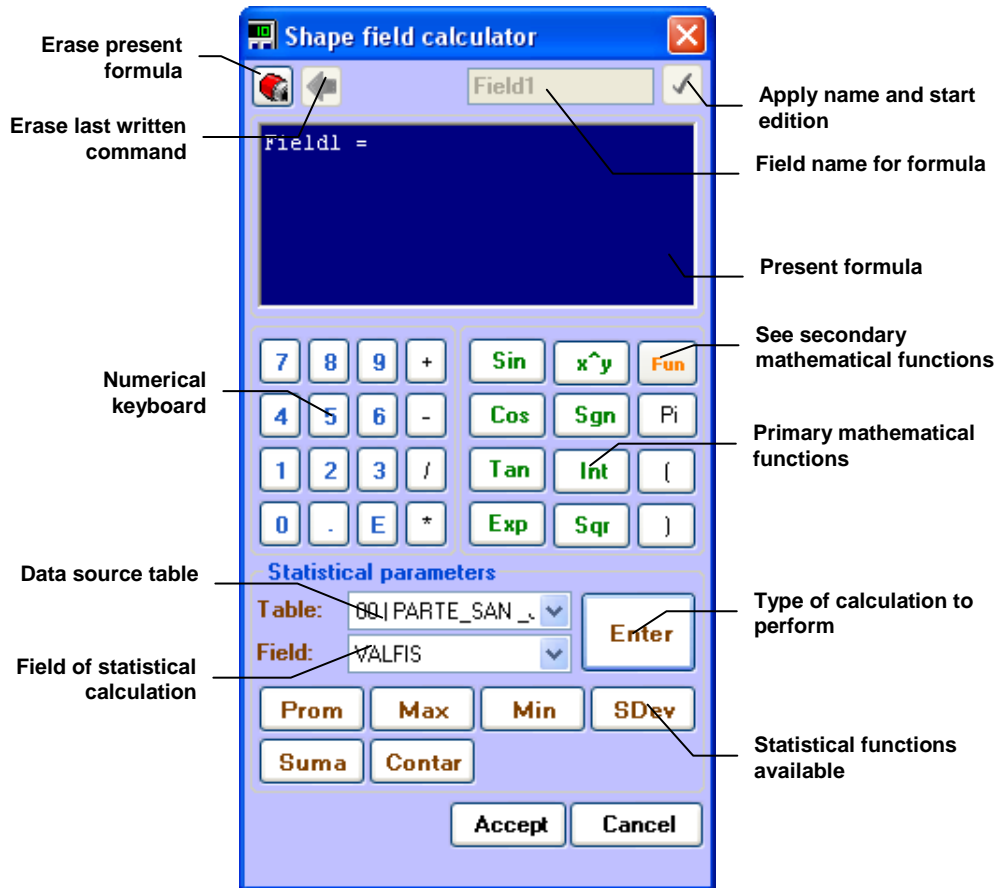 Shape field calculator
Erase present
formula
Field1
Apply name and start
edition
Erase last written
command
Field1 =
Field name for formula
Present formula
7 8 9 + Sin x^y Fun
See secondary
mathematical functions
Numerical
keyboard
4 5 6 - Cos Sgn Pi
Primary mathematical
functions
1 2 3 / Tan Int (
0 . E * Exp Sqr )
Statistical parameters
Data source table
Table: PARTE_SAN_
Enter
Type of calculation to
perform
Field: VALFIS
Field of statistical
calculation
Prom Max Min SDev
Suma Contar
Statistical functions
available
Accept Cancel